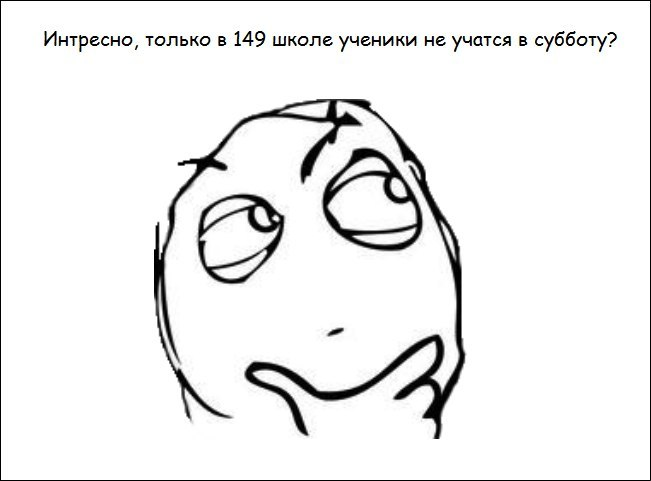 Интресно, только в 149 школе ученики не учатся в субботу?